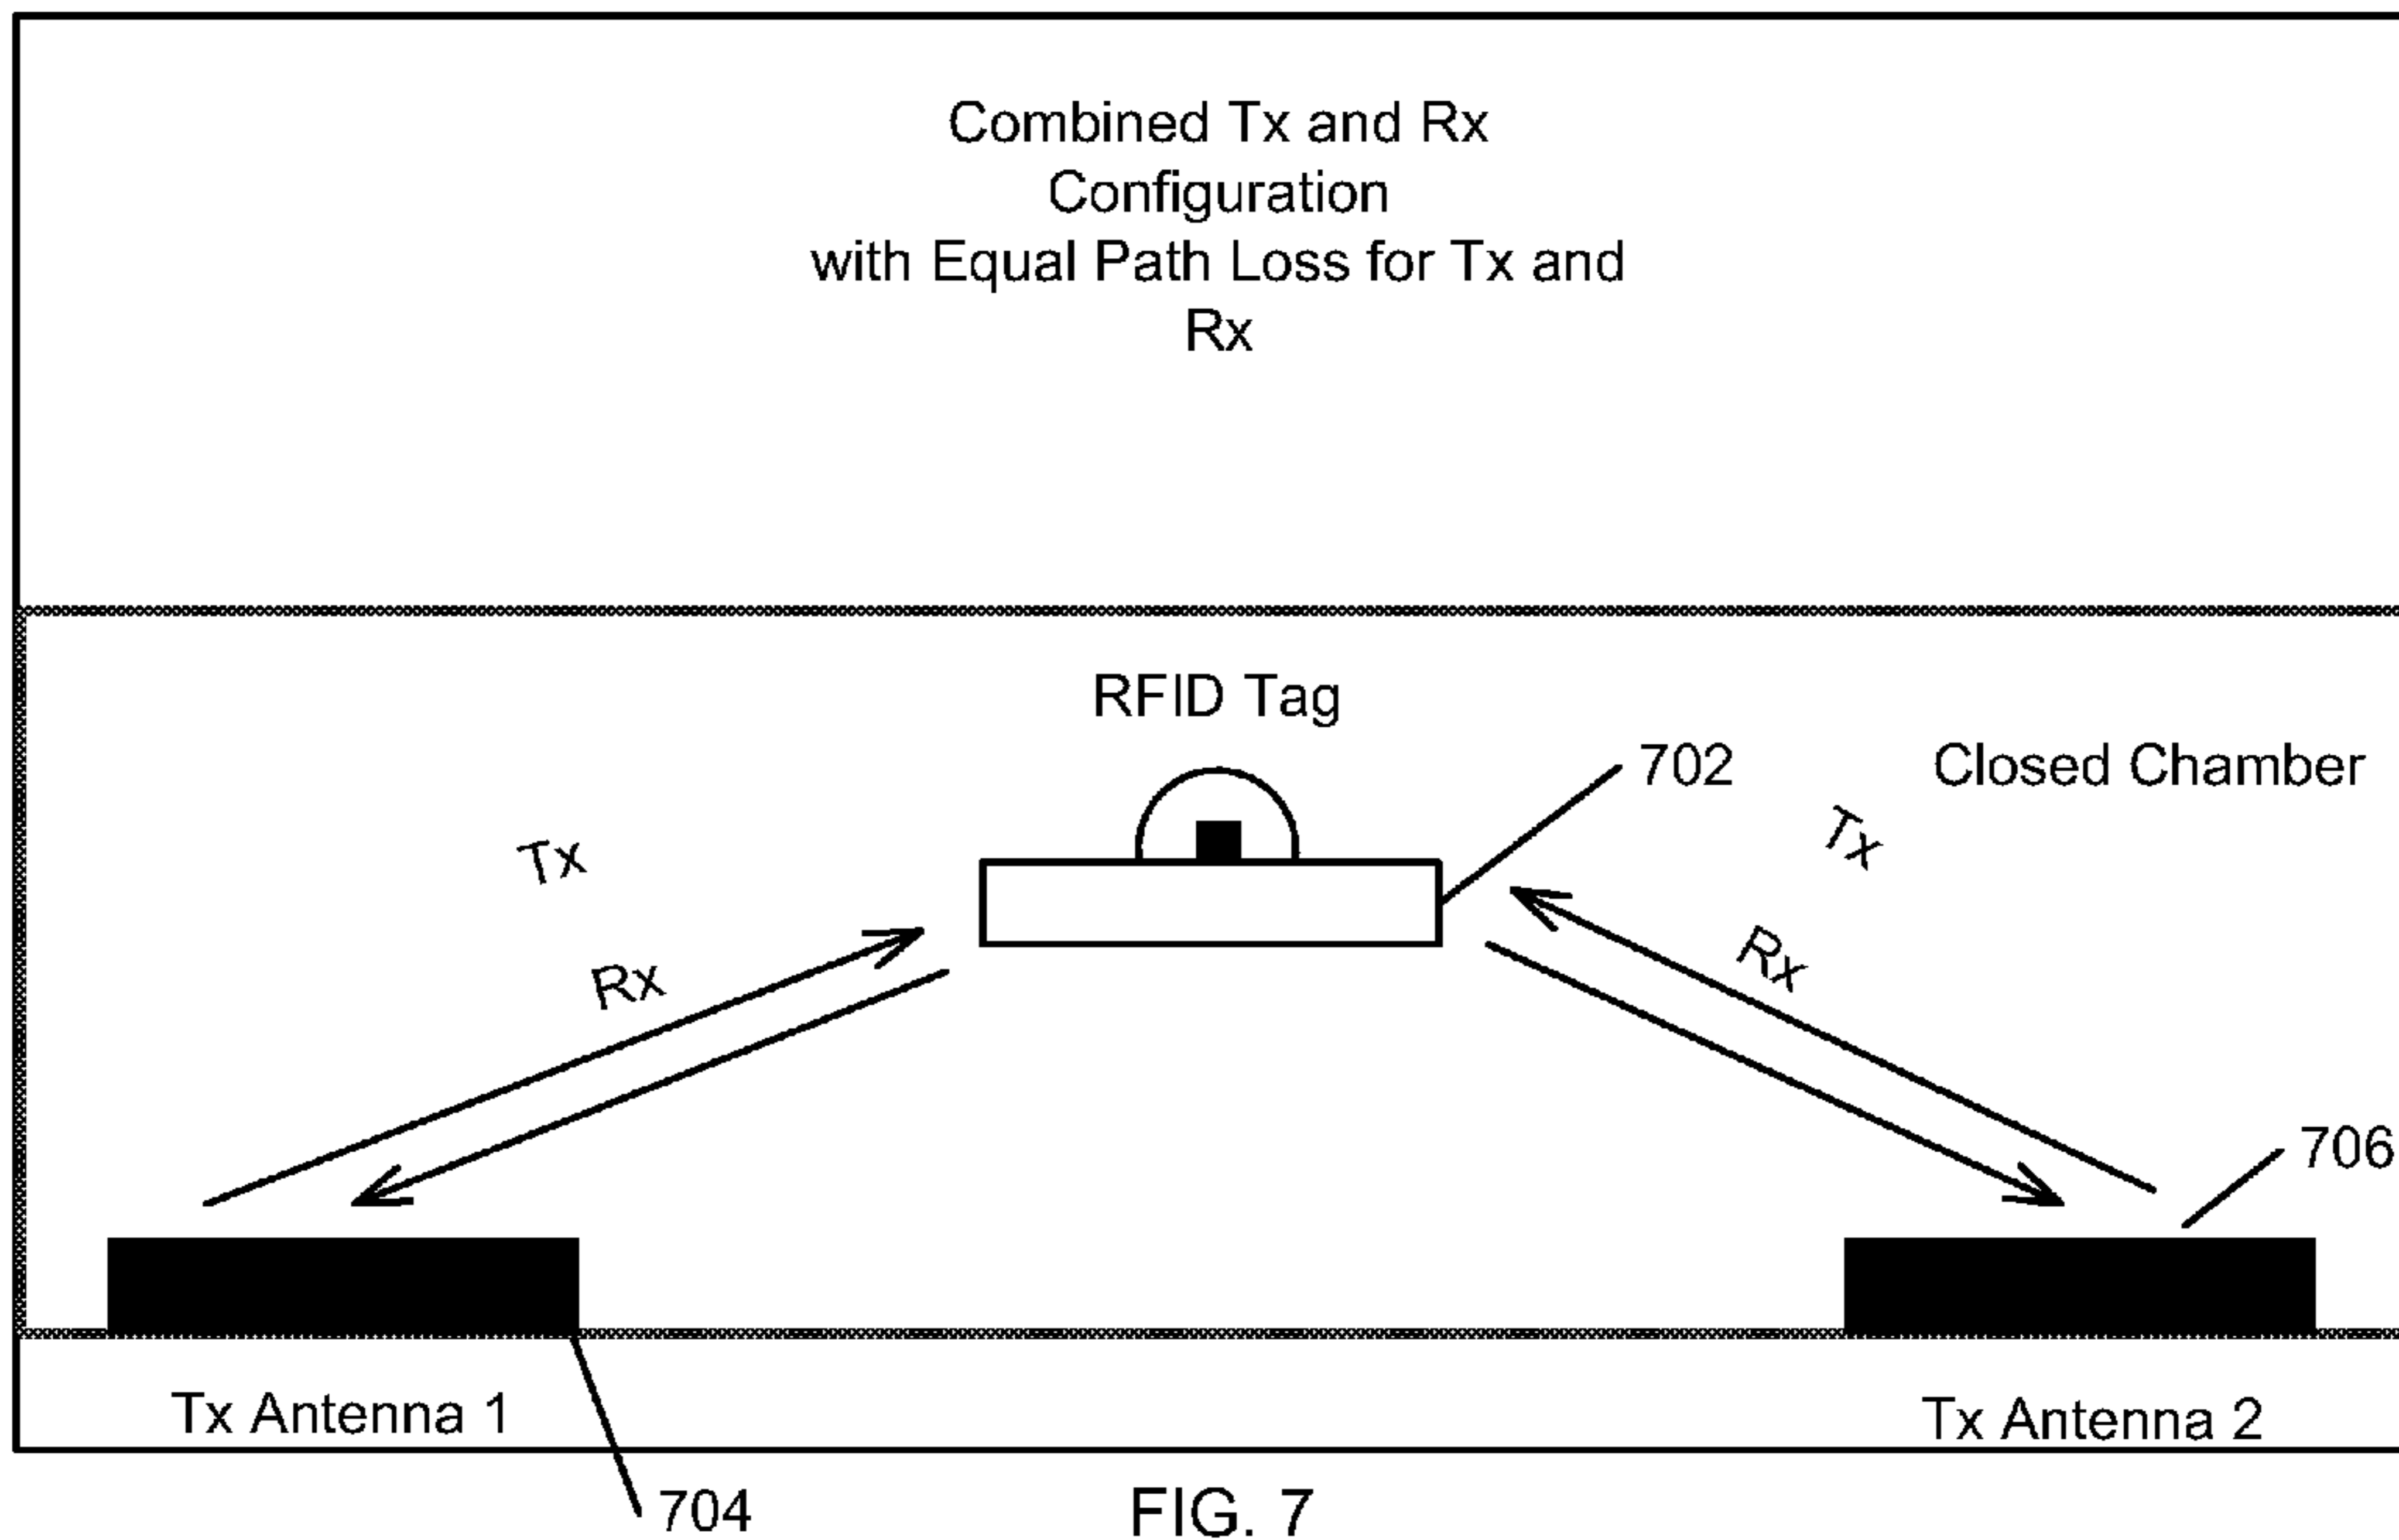 Combined Tx and Rx
Configuration
with Equal Path Loss for Tx and
Rx
RFID Tag
702
Closed Chamber
Tx
Tx
Rx
Rx
706
Tx Antenna 1
Tx Antenna 2
704
FIG. 7